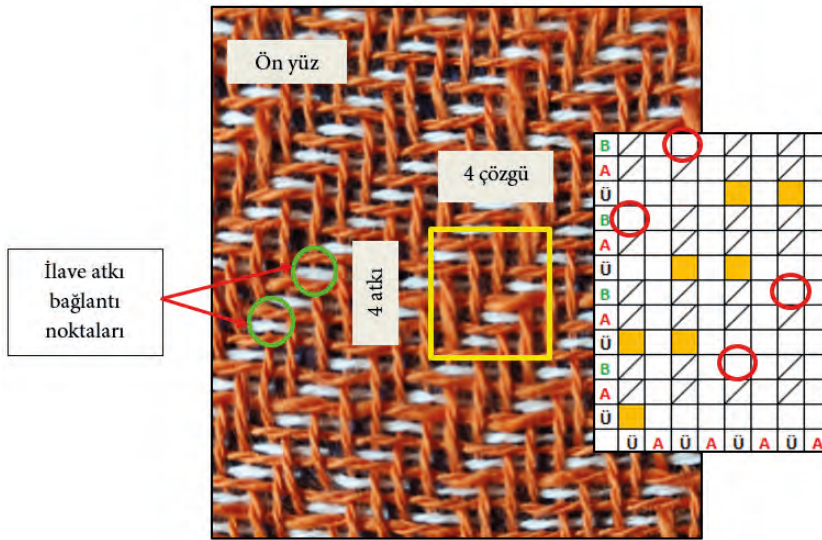 Ön yüz
4 çözgü
4 atkı
İlave atkı
bağlantı
noktaları
B
A
Ü
B
A
Ü
B
A
Ü
B
A
Ü
Ü A Ü A Ü A Ü A